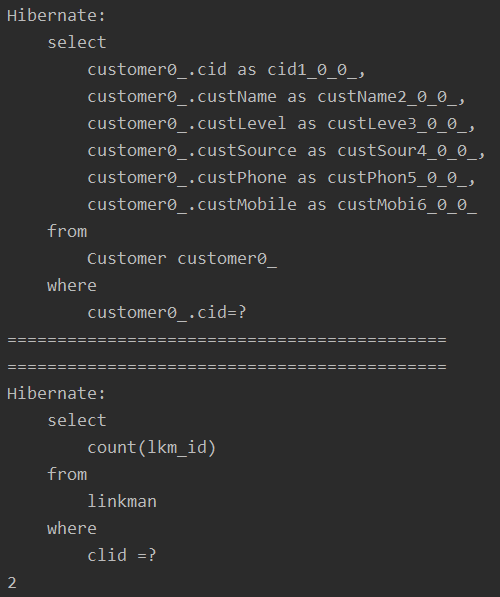 Hibernate:
    select
        customer0_.cid as cid1_0_0_,
        customer0_.custName as custName2_0_0_,
        customer0_.custLevel as custLeve3_0_0_,
        customer0_.custSource as custSour4_0_0_,
        customer0_.custPhone as custPhon5_0_0_,
        customer0_.custMobile as custMobi6_0_0_
    from
        Customer customer0_
    where
        customer0_.cid=?
============================================
============================================
Hibernate:
    select
        count(lkm_id)
    from
        linkman
    where
        clid =?
2